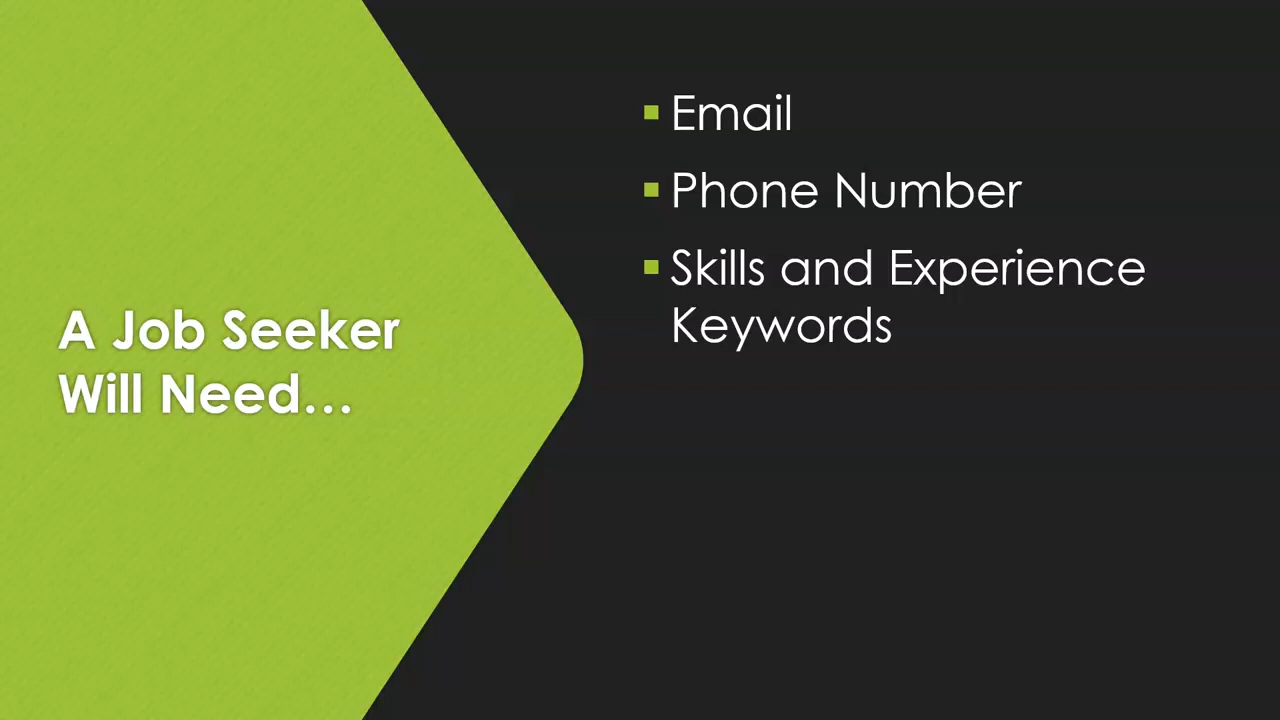 A Job Seeker
Will Need...
Email
Phone Number
Skills and Experience
Keywords